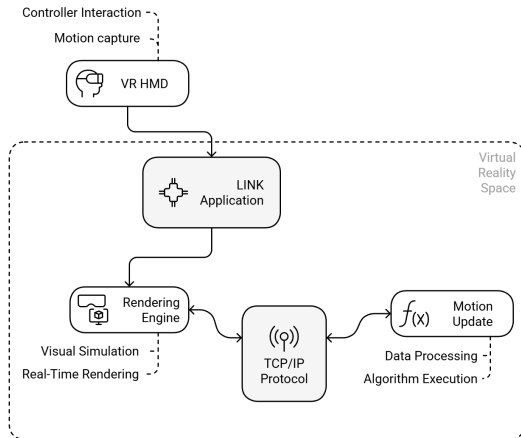 Controller Interaction
Motion capture
VR HMD
Virtual
Reality
Space
LINK
Application
Rendering
Engine
f(x)
Motion
Update
Visual Simulation
Real-Time Rendering
TCP/IP
Protocol
Data Processing
Algorithm Execution